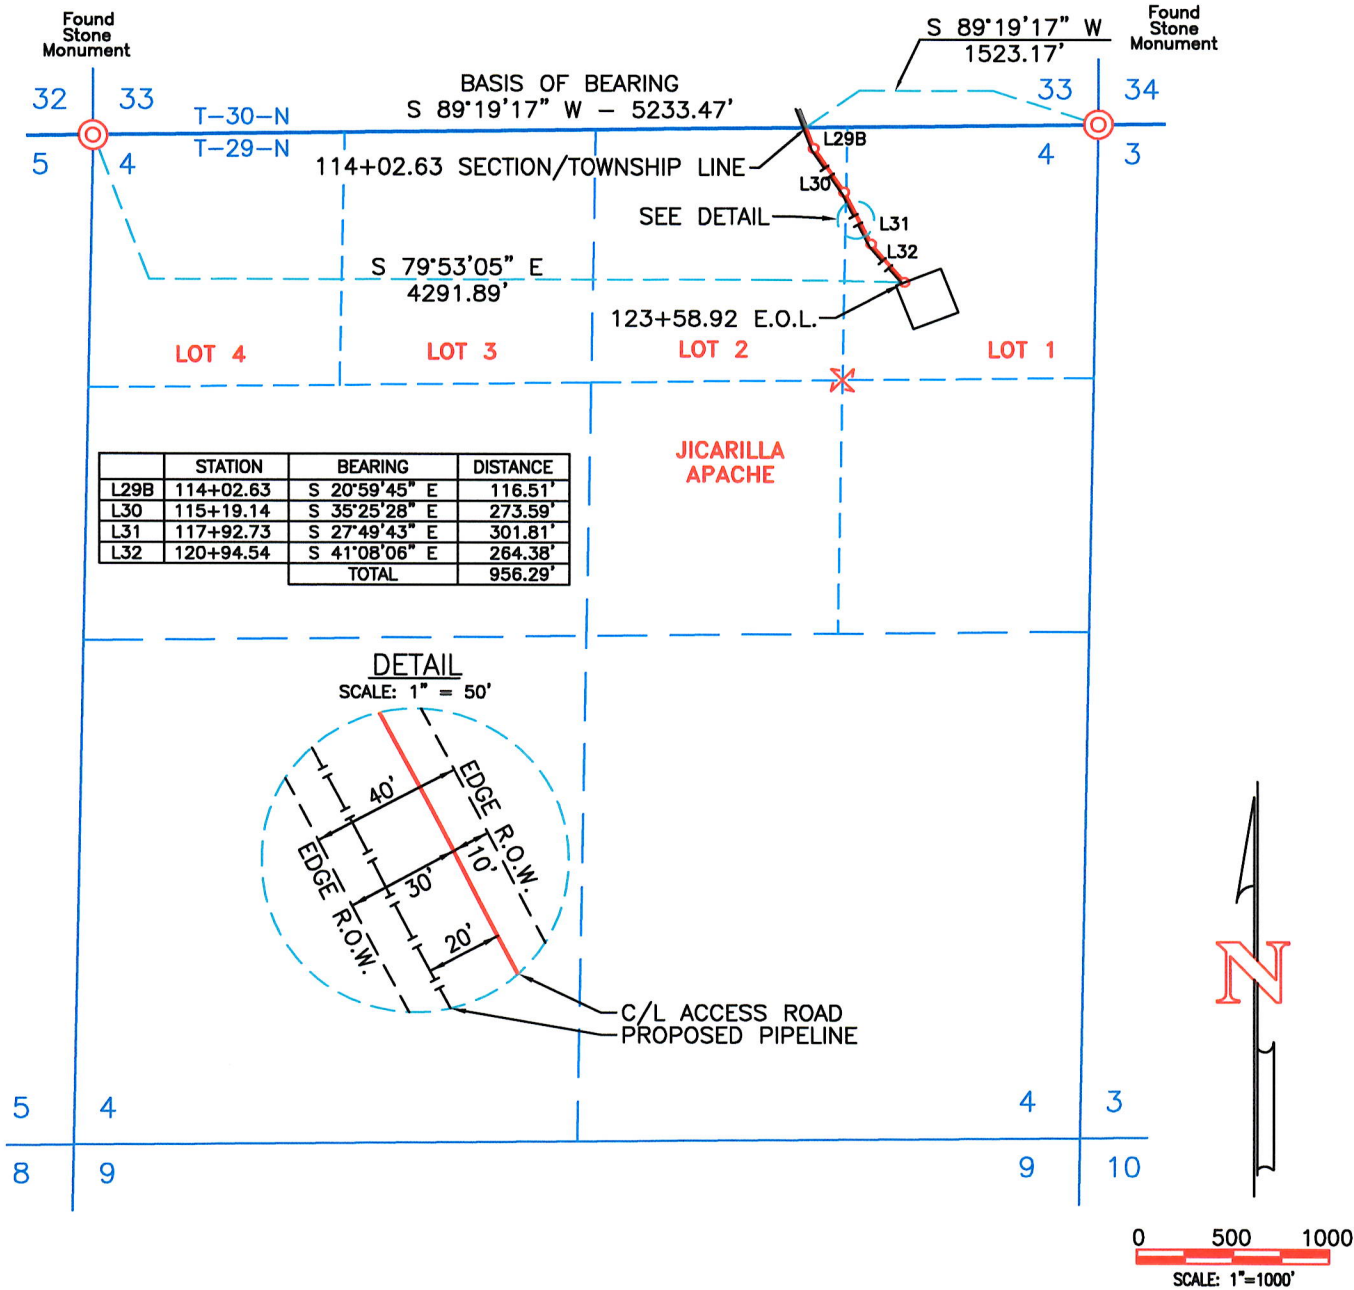 Found
Stone
Monument
S 89°19'17" W
1523.17'
Found
Stone
Monument
32 33
BASIS OF BEARING
S 89°19'17" W - 5233.47'
33 34
T-30-N
T-29-N
5 4
L29B
4 3
114+02.63 SECTION/TOWNSHIP LINE
L30
SEE DETAIL
L31
L32
S 79°53'05" E
4291.89'
123+58.92 E.O.L.
LOT 4 LOT 3 LOT 2 LOT 1
JICARILLA
APACHE
STATION BEARING DISTANCE
L29B 114+02.63 S 20°59'45" E 116.51'
L30 115+19.14 S 35°25'28" E 273.59'
L31 117+92.73 S 27°49'43" E 301.81'
L32 120+94.54 S 41°08'06" E 264.38'
TOTAL 956.29'
DETAIL
SCALE: 1" = 50'
40'
EDGE R.O.W.
10'
30'
EDGE R.O.W.
20'
C/L ACCESS ROAD
PROPOSED PIPELINE
N
5 4
4 3
8 9
9 10
0 500 1000
SCALE: 1"=1000'